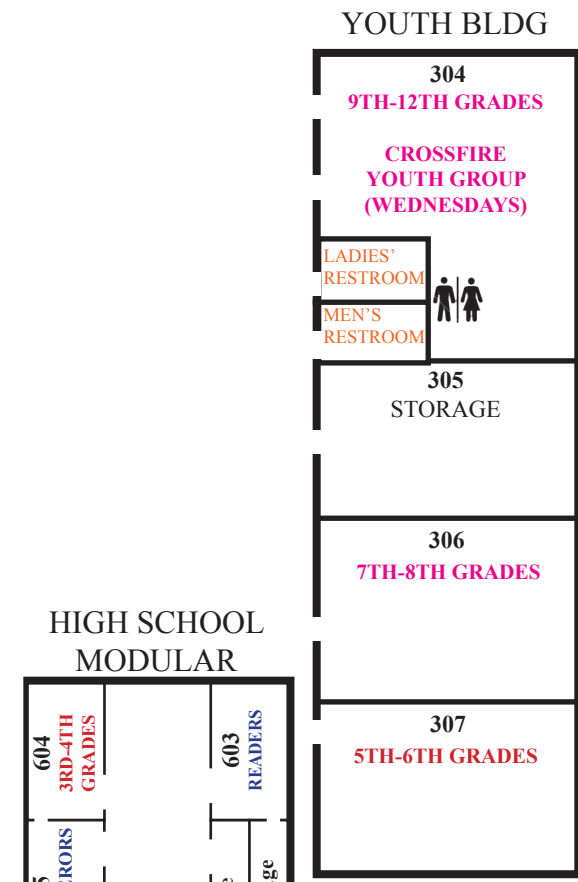 YOUTH BLDG
304
9TH-12TH GRADES
CROSSFIRE
YOUTH GROUP
(WEDNESDAYS)
LADIES’
RESTROOM
MEN’S
RESTROOM
305
STORAGE
306
7TH-8TH GRADES
307
5TH-6TH GRADES
HIGH SCHOOL
MODULAR
604
3RD-4TH
GRADES
603
READERS